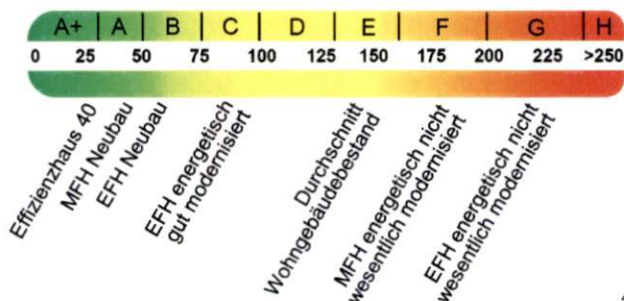 A+ A B C D E F G H
0 25 50 75 100 125 150 175 200 225 >250
Effizienzhaus 40
MFH Neubau
EFH Neubau
EFH energetisch
gut modernisiert
Durchschnitt
Wohngebäudebestand
MFH energetisch nicht
wesentlich modernisiert
EFH energetisch nicht
wesentlich modernisiert